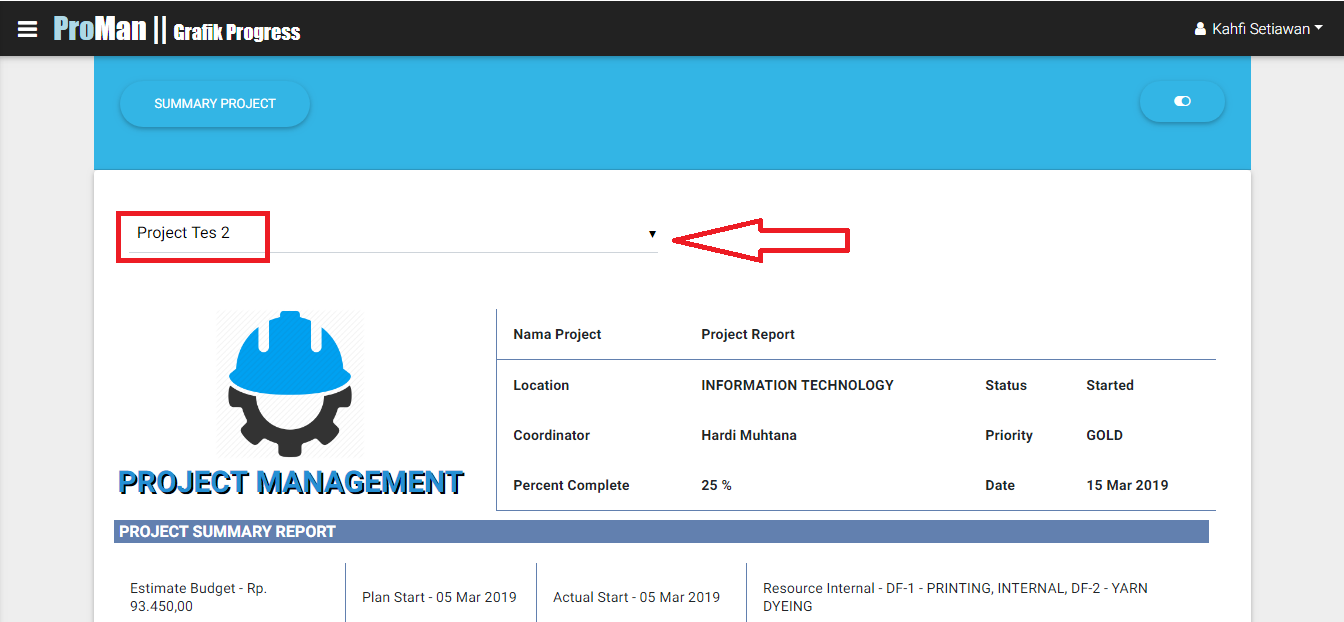 ProMan || Grafik Progress
Kahfi Setiawan
SUMMARY PROJECT
Project Tes 2
Nama Project Project Report
Location INFORMATION TECHNOLOGY Status Started
Coordinator Hardi Muhtana Priority GOLD
Percent Complete 25 % Date 15 Mar 2019
PROJECT MANAGEMENT
PROJECT SUMMARY REPORT
Estimate Budget - Rp.
93.450,00
Plan Start - 05 Mar 2019
Actual Start - 05 Mar 2019
Resource Internal - DF-1 - PRINTING, INTERNAL, DF-2 - YARN
DYEING